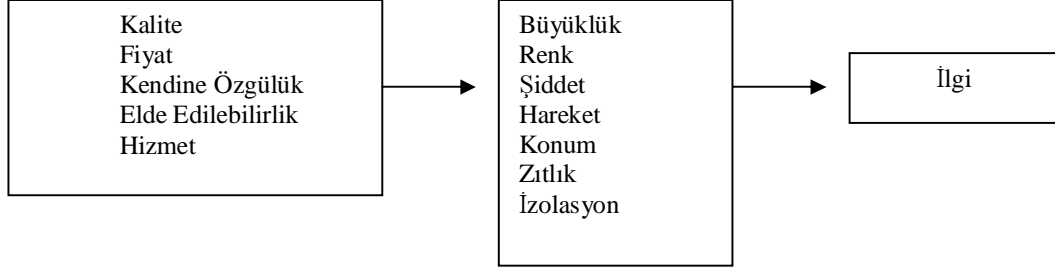 Kalite
Fiyat
Kendine Özgülük
Elde Edilebilirlik
Hizmet
Büyüklük
Renk
Şiddet
Hareket
Konum
Zıtlık
İzolasyon
İlgi